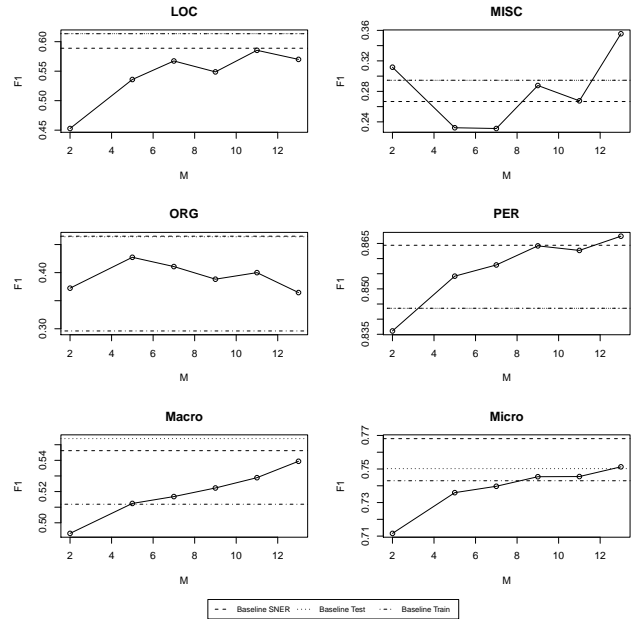 LOC
F1
0.45 0.50 0.55 0.60
2 4 6 8 10 12
M
MISC
F1
0.24 0.28 0.32 0.36
2 4 6 8 10 12
M
ORG
F1
0.30 0.40
2 4 6 8 10 12
M
PER
F1
0.835 0.850 0.865
2 4 6 8 10 12
M
Macro
F1
0.50 0.52 0.54
2 4 6 8 10 12
M
Micro
F1
0.71 0.73 0.75 0.77
2 4 6 8 10 12
M
Baseline SNER Baseline Test Baseline Train